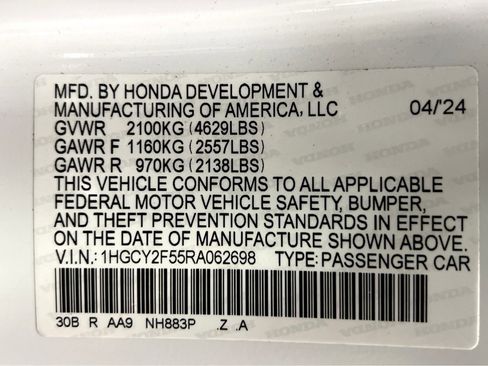 MFD. BY HONDA DEVELOPMENT &
MANUFACTURING OF AMERICA, LLC 04/'24
GVWR 2100KG (4629LBS)
GAWR F 1160KG (2557LBS)
GAWR R 970KG (2138LBS)
THIS VEHICLE CONFORMS TO ALL APPLICABLE
FEDERAL MOTOR VEHICLE SAFETY, BUMPER,
AND THEFT PREVENTION STANDARDS IN EFFECT
ON THE DATE OF MANUFACTURE SHOWN ABOVE.
V.I.N.: 1HGCY2F55RA062698 TYPE: PASSENGER CAR
30B R AA9 NH883P .Z .A